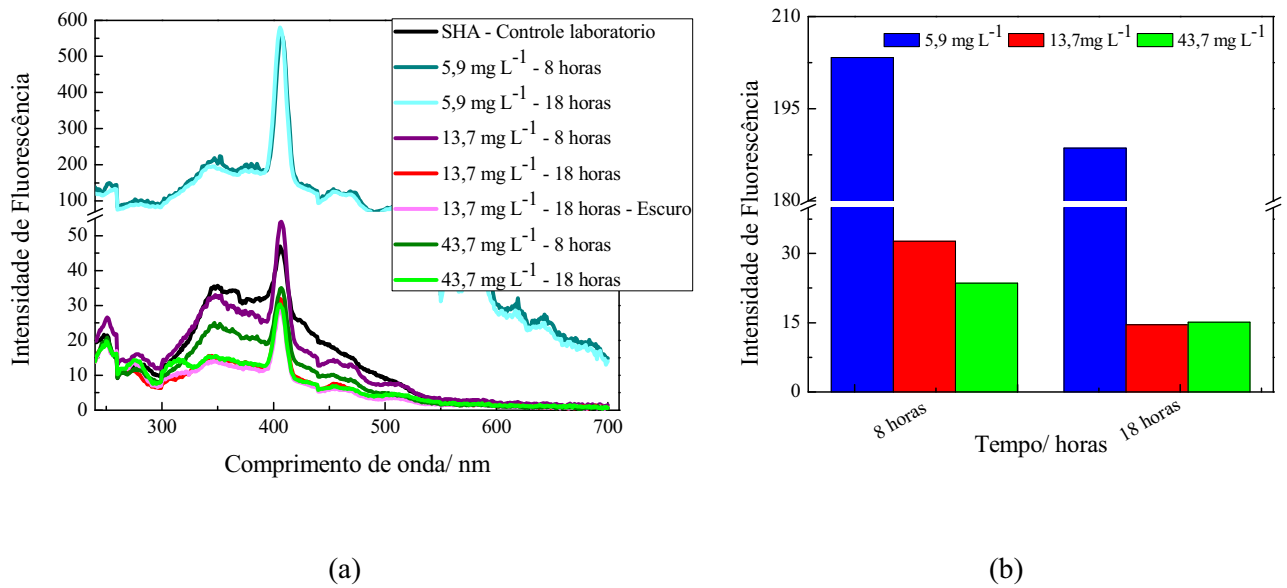 Intensidade de Fluorescência
600
500
400
300
200
100
50
40
30
20
10
0
300
400
500
600
700
Comprimento de onda/ nm
SHA - Controle laboratorio
5,9 mg L⁻¹ - 8 horas
5,9 mg L⁻¹ - 18 horas
13,7 mg L⁻¹ - 8 horas
13,7 mg L⁻¹ - 18 horas
13,7 mg L⁻¹ - 18 horas - Escuro
43,7 mg L⁻¹ - 8 horas
43,7 mg L⁻¹ - 18 horas
(a)
Intensidade de Fluorescência
210
195
180
30
15
0
5,9 mg L⁻¹ 13,7mg L⁻¹ 43,7 mg L⁻¹
8 horas
18 horas
Tempo/ horas
(b)